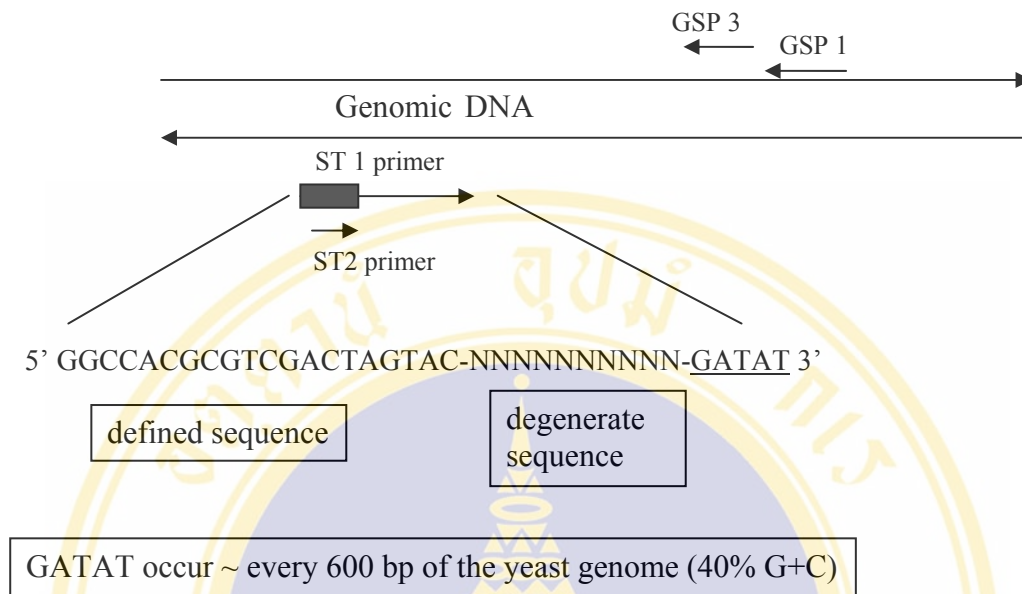 GSP 3
GSP 1
Genomic DNA
ST 1 primer
ST2 primer
5’ GGCCACGCGTCGACTAGTAC-NNNNNNNNNN-GATAT 3’
defined sequence
degenerate
sequence
GATAT occur ~ every 600 bp of the yeast genome (40% G+C)